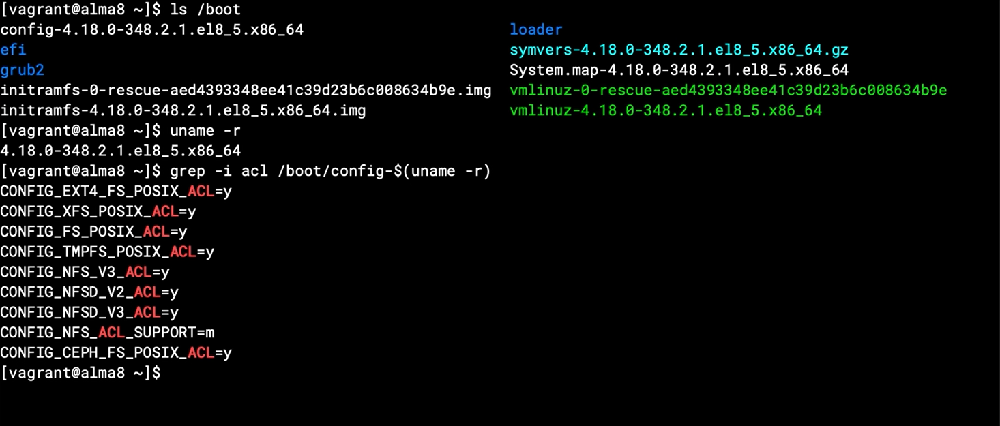 [vagrant@alma8 ~]$ ls /boot
config-4.18.0-348.2.1.el8_5.x86_64 loader
efi symvers-4.18.0-348.2.1.el8_5.x86_64.gz
grub2 System.map-4.18.0-348.2.1.el8_5.x86_64
initramfs-0-rescue-aed4393348ee41c39d23b6c008634b9e.img vmlinuz-0-rescue-aed4393348ee41c39d23b6c008634b9e
initramfs-4.18.0-348.2.1.el8_5.x86_64.img vmlinuz-4.18.0-348.2.1.el8_5.x86_64
[vagrant@alma8 ~]$ uname -r
4.18.0-348.2.1.el8_5.x86_64
[vagrant@alma8 ~]$ grep -i acl /boot/config-$(uname -r)
CONFIG_EXT4_FS_POSIX_ACL=y
CONFIG_XFS_POSIX_ACL=y
CONFIG_FS_POSIX_ACL=y
CONFIG_TMPFS_POSIX_ACL=y
CONFIG_NFS_V3_ACL=y
CONFIG_NFSD_V2_ACL=y
CONFIG_NFSD_V3_ACL=y
CONFIG_NFS_ACL_SUPPORT=m
CONFIG_CEPH_FS_POSIX_ACL=y
[vagrant@alma8 ~]$